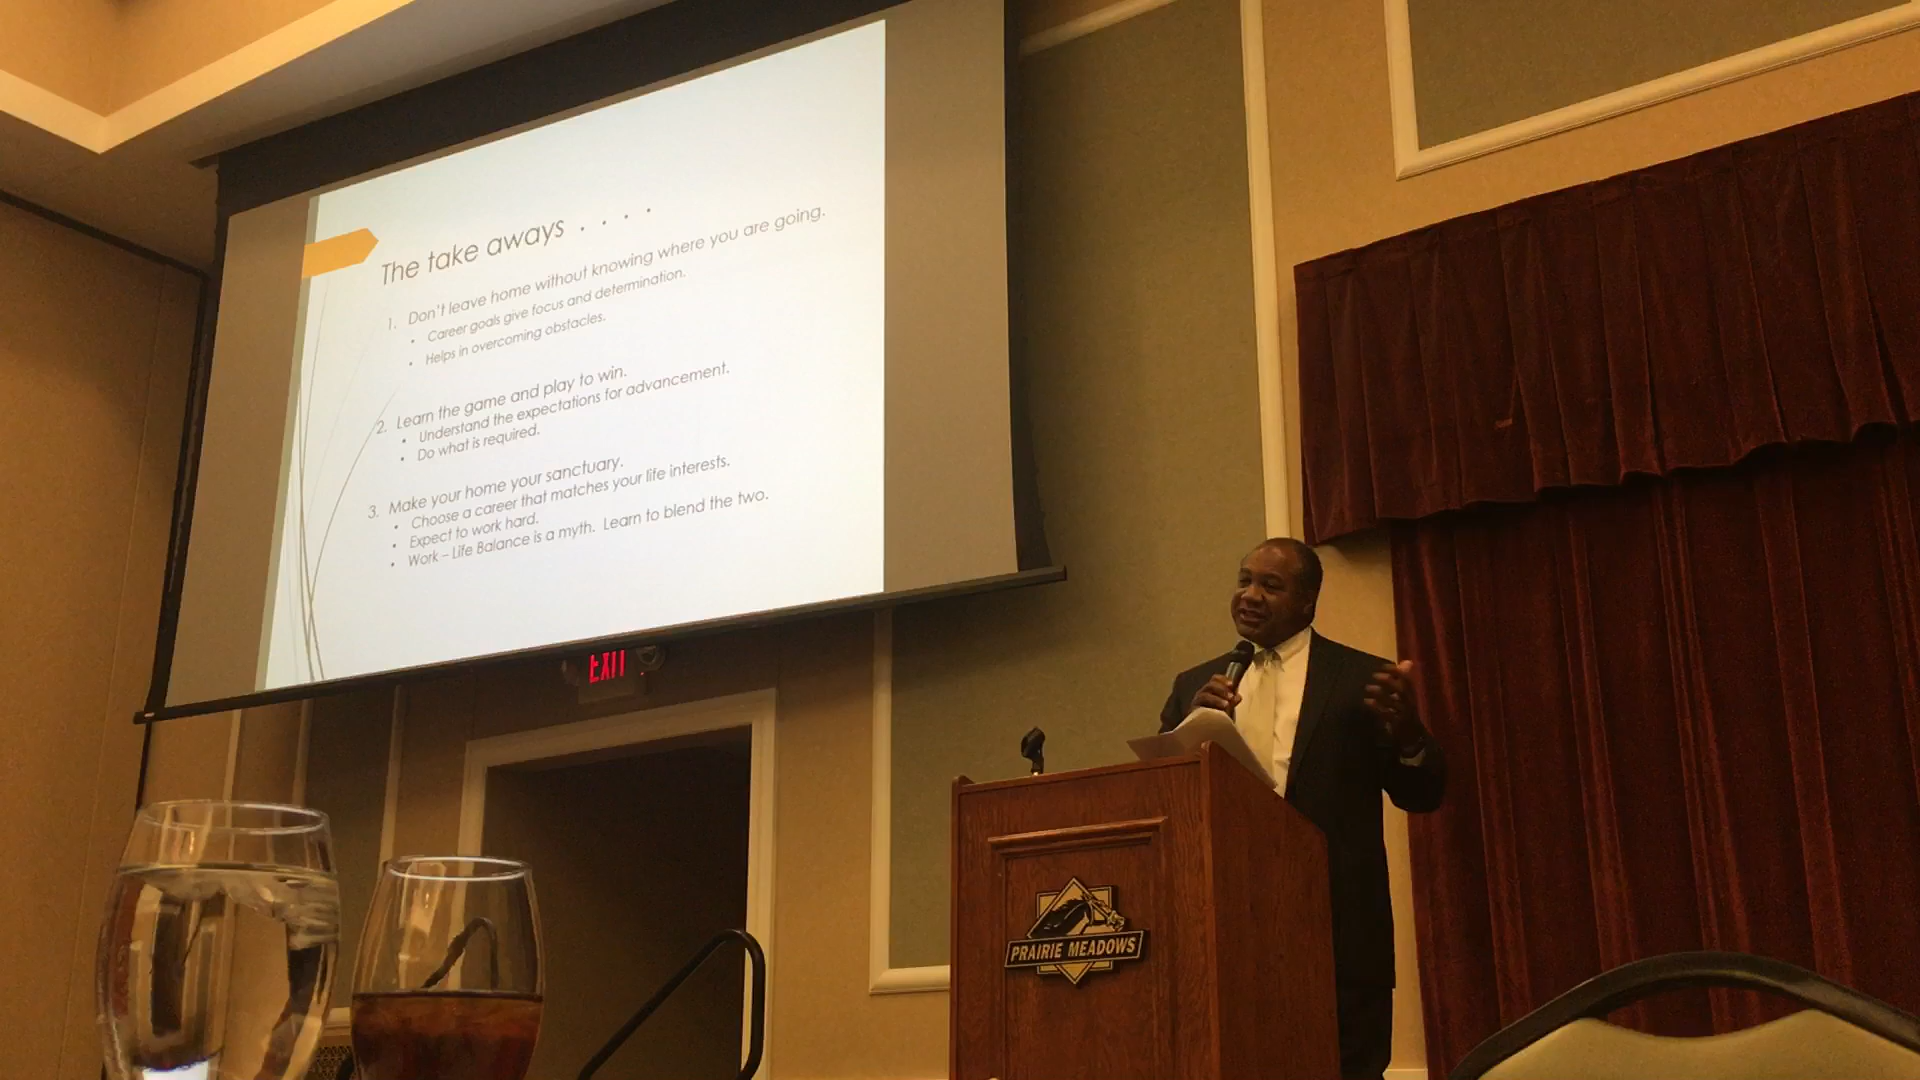 The take aways . . . .
1. Don't leave home without knowing where you are going.
• Career goals give focus and determination.
• Helps in overcoming obstacles.
2. Learn the game and play to win.
• Understand the expectations for advancement.
• Do what is required.
3. Make your home your sanctuary.
• Choose a career that matches your life interests.
• Expect to work hard.
• Work – Life Balance is a myth. Learn to blend the two.
EXIT
PRAIRIE MEADOWS